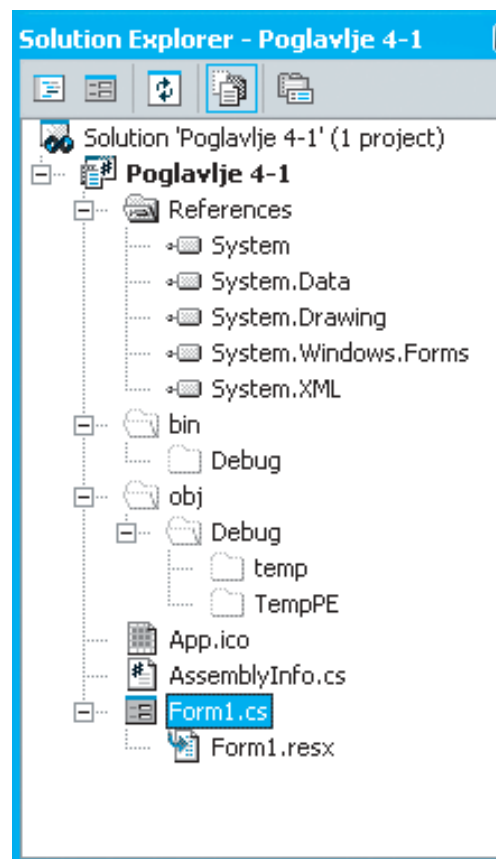 Solution Explorer - Poglavlje 4-1
Solution 'Poglavlje 4-1' (1 project)
Poglavlje 4-1
References
System
System.Data
System.Drawing
System.Windows.Forms
System.XML
bin
Debug
obj
Debug
temp
TempPE
App.ico
AssemblyInfo.cs
Form1.cs
Form1.resx